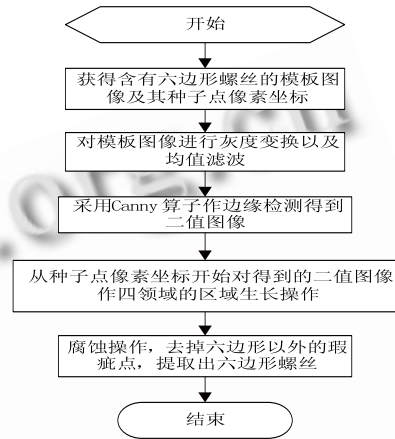 开始
获得含有六边形螺丝的模板图
像及其种子点像素坐标
对模板图像进行灰度变换以及
均值滤波
采用Canny 算子作边缘检测得到
二值图像
从种子点像素坐标开始对得到的二值图像
作四领域的区域生长操作
腐蚀操作，去掉六边形以外的瑕
疵点，提取出六边形螺丝
结束